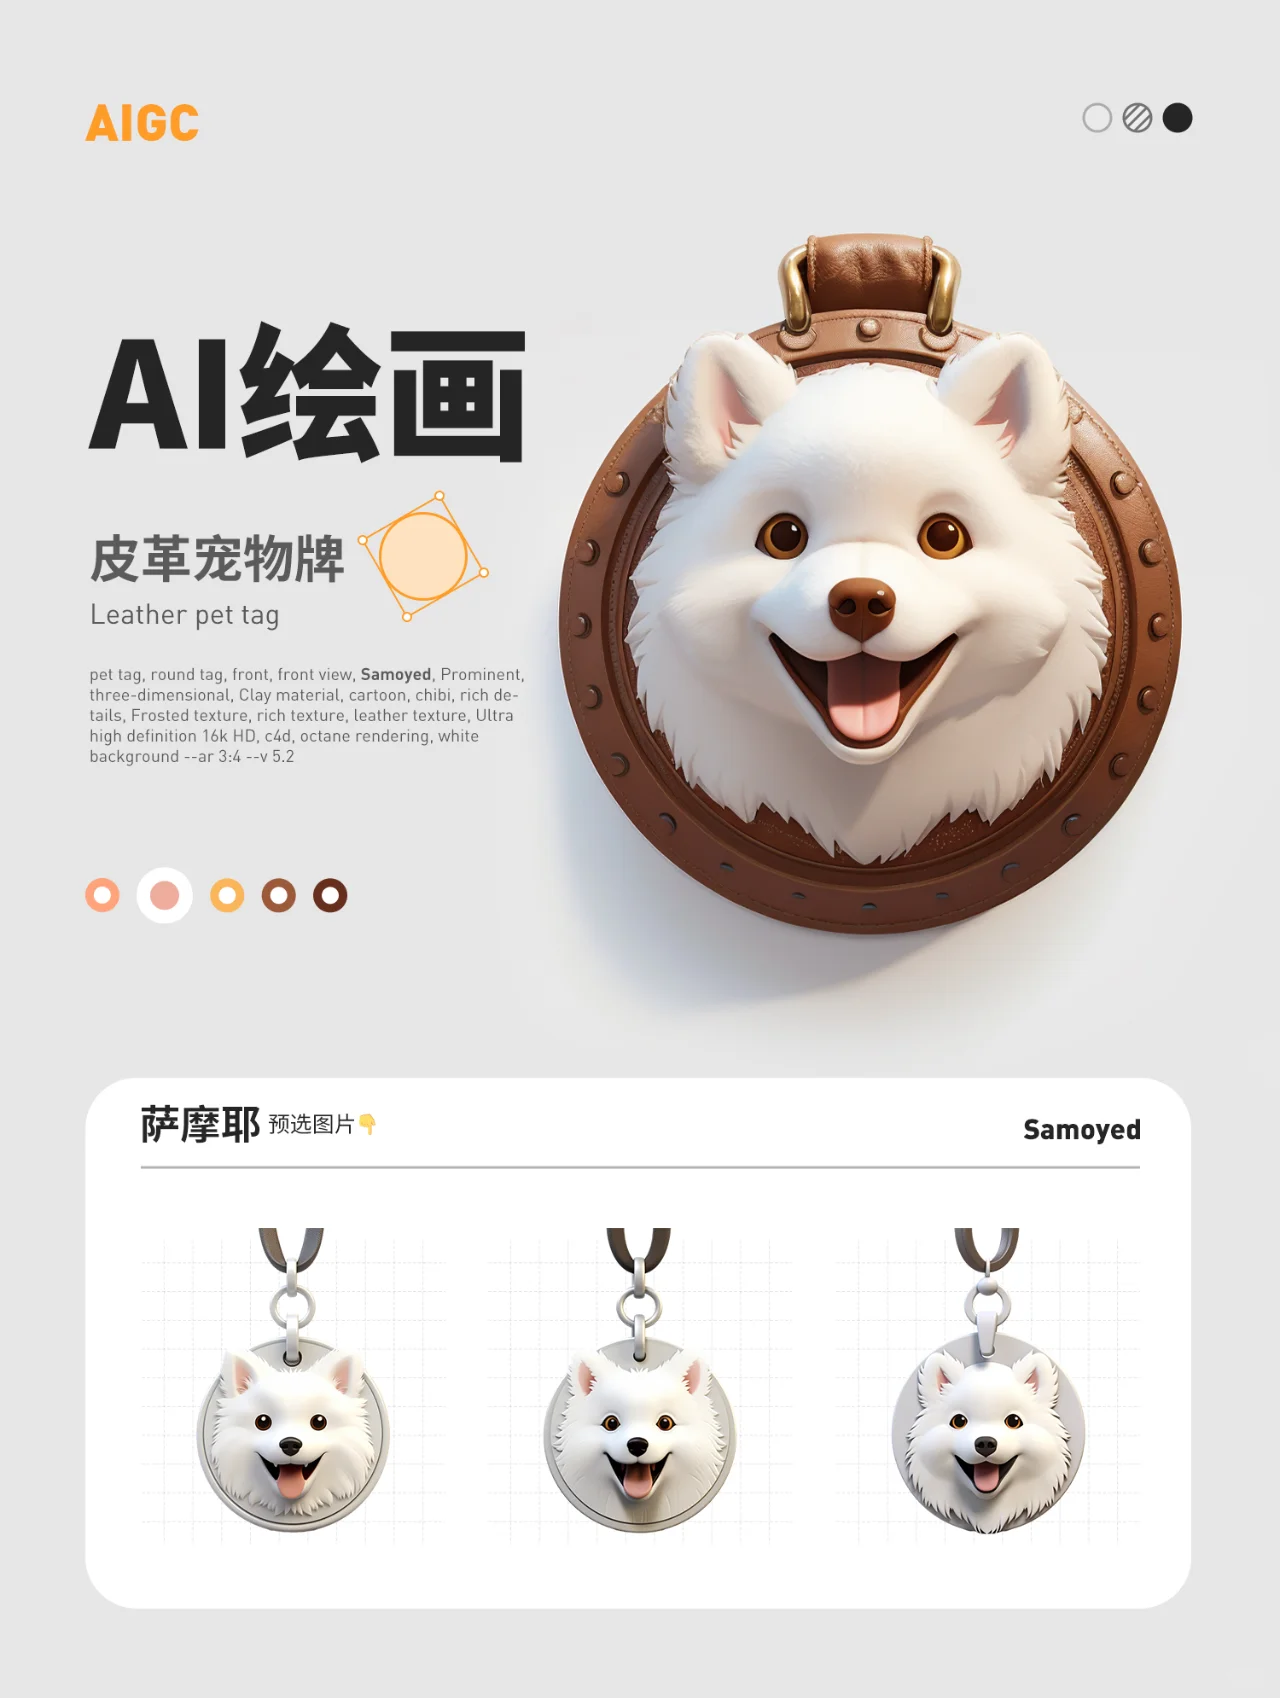 AIGC
AI绘画
皮革宠物牌
Leather pet tag
pet tag, round tag, front, front view, Samoyed, Prominent,
three-dimensional, Clay material, cartoon, chibi, rich de-
tails, Frosted texture, rich texture, leather texture, Ultra
high definition 16k HD, c4d, octane rendering, white
background --ar 3:4 --v 5.2
萨摩耶 预选图片👇
Samoyed